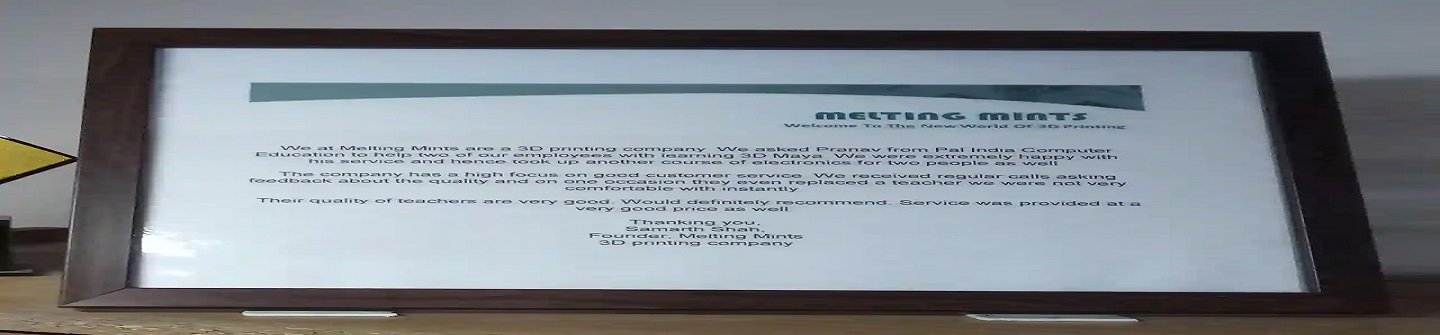 MELTING MINTS
Welcome To The New World Of 3D Printing
We at Melting Mints are a 3D printing company. We asked Pranav from Pal India Computer
Education to help two of our employees with learning 3D Maya. We were extremely happy with
his service and hence took up another course of electronics for two people as well.
The company has a high focus on good customer service. We received regular calls asking
feedback about the quality and on one occasion they even replaced a teacher we were not very
comfortable with instantly.
Their quality of teachers are very good. Would definitely recommend. Service was provided at a
very good price as well.
Thanking you,
Samarth Shah,
Founder, Melting Mints
3D printing company